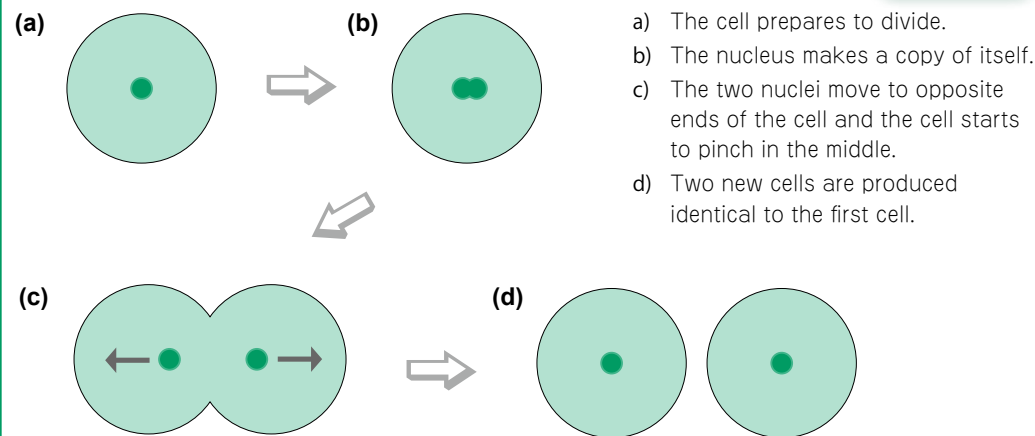 (a)
(b)
a) The cell prepares to divide.
b) The nucleus makes a copy of itself.
c) The two nuclei move to opposite
ends of the cell and the cell starts
to pinch in the middle.
d) Two new cells are produced
identical to the first cell.
(c)
(d)